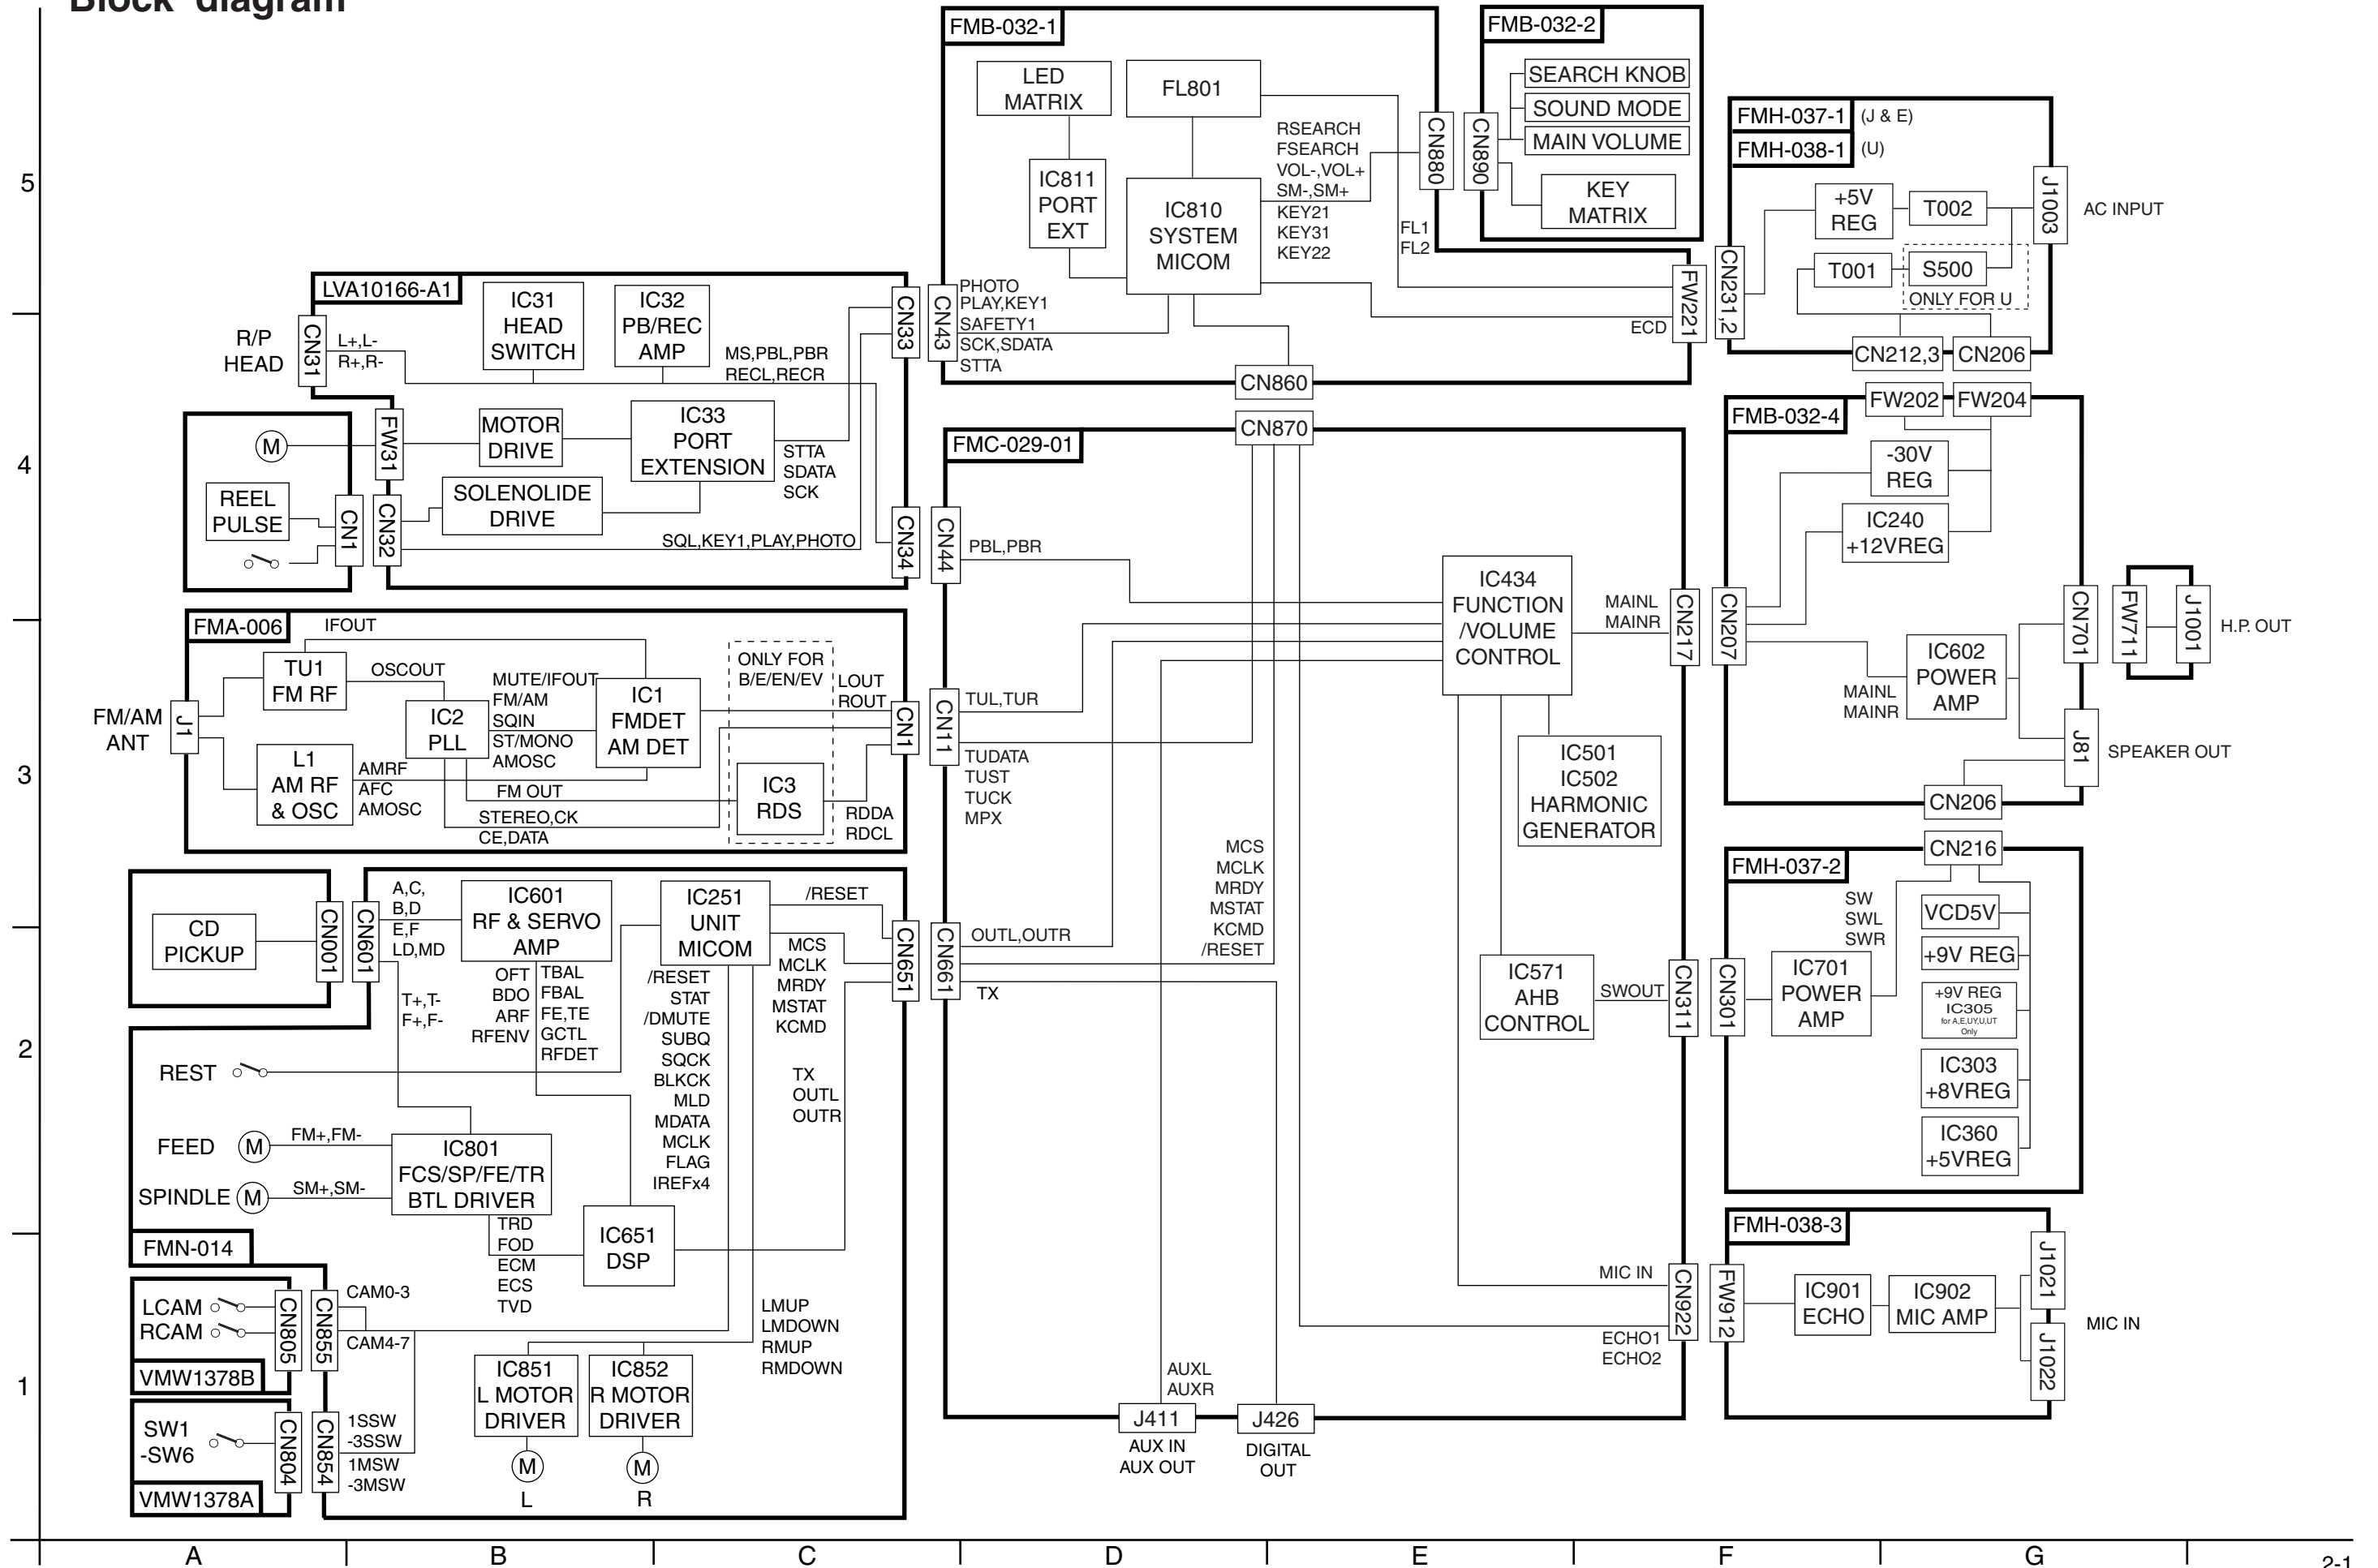 Block diagram
FMB-032-1
LED
MATRIX
FL801
IC811
PORT
EXT
IC810
SYSTEM
MICOM
RSEARCH
FSEARCH
VOL-,VOL+
SM-,SM+
KEY21
KEY31
KEY22
CN880
FL1
FL2
ECD
FW221
CN43
PHOTO
PLAY,KEY1
SAFETY1
SCK,SDATA
STTA
CN860
FMB-032-2
CN890
SEARCH KNOB
SOUND MODE
MAIN VOLUME
KEY
MATRIX
FMH-037-1
(J & E)
FMH-038-1
(U)
+5V
REG
T002
T001
S500
ONLY FOR U
J1003
AC INPUT
CN231,2
CN212,3
CN206
LVA10166-A1
R/P
HEAD
CN31
L+,L-
R+,R-
IC31
HEAD
SWITCH
IC32
PB/REC
AMP
MS,PBL,PBR
RECL,RECR
CN33
M
FW31
MOTOR
DRIVE
IC33
PORT
EXTENSION
STTA
SDATA
SCK
REEL
PULSE
CN1
CN32
SOLENOLIDE
DRIVE
SQL,KEY1,PLAY,PHOTO
CN34
FMC-029-01
CN870
CN44
PBL,PBR
IC434
FUNCTION
/VOLUME
CONTROL
MAINL
MAINR
CN217
CN11
TUL,TUR
TUDATA
TUST
TUCK
MPX
IC501
IC502
HARMONIC
GENERATOR
MCS
MCLK
MRDY
MSTAT
KCMD
/RESET
CN661
OUTL,OUTR
TX
IC571
AHB
CONTROL
SWOUT
CN311
MIC IN
CN922
ECHO1
ECHO2
AUXL
AUXR
J411
AUX IN
AUX OUT
J426
DIGITAL
OUT
FMB-032-4
FW202
FW204
-30V
REG
IC240
+12VREG
CN207
MAINL
MAINR
IC602
POWER
AMP
CN701
FW711
J1001
H.P. OUT
J81
SPEAKER OUT
CN206
FMA-006
IFOUT
FM/AM
ANT
J1
TU1
FM RF
OSCOUT
IC2
PLL
MUTE/IFOUT
FM/AM
SQIN
ST/MONO
AMOSC
IC1
FMDET
AM DET
ONLY FOR
B/E/EN/EV
LOUT
ROUT
CN1
L1
AM RF
& OSC
AMRF
AFC
AMOSC
FM OUT
STEREO,CK
CE,DATA
IC3
RDS
RDDA
RDCL
FMH-037-2
CN216
SW
SWL
SWR
VCD5V
+9V REG
+9V REG
IC305
for A,E,UY,U,UT
Only
IC303
+8VREG
IC360
+5VREG
CN301
IC701
POWER
AMP
CD
PICKUP
CN001
CN601
A,C,
B,D
E,F
LD,MD
T+,T-
F+,F-
IC601
RF & SERVO
AMP
OFT
BDO
ARF
RFENV
TBAL
FBAL
FE,TE
GCTL
RFDET
IC251
UNIT
MICOM
/RESET
MCS
MCLK
MRDY
MSTAT
KCMD
CN651
/RESET
STAT
/DMUTE
SUBQ
SQCK
BLKCK
MLD
MDATA
MCLK
FLAG
IREFx4
TX
OUTL
OUTR
REST
FEED
M
FM+,FM-
SPINDLE
M
SM+,SM-
IC801
FCS/SP/FE/TR
BTL DRIVER
TRD
FOD
ECM
ECS
TVD
IC651
DSP
FMN-014
LCAM
RCAM
CN805
CN855
CAM0-3
CAM4-7
VMW1378B
SW1
-SW6
CN804
CN854
1SSW
-3SSW
1MSW
-3MSW
VMW1378A
IC851
L MOTOR
DRIVER
IC852
R MOTOR
DRIVER
LMUP
LMDOWN
RMUP
RMDOWN
M
L
M
R
FMH-038-3
FW912
IC901
ECHO
IC902
MIC AMP
J1021
J1022
MIC IN
5
4
3
2
1
A
B
C
D
E
F
G
2-1